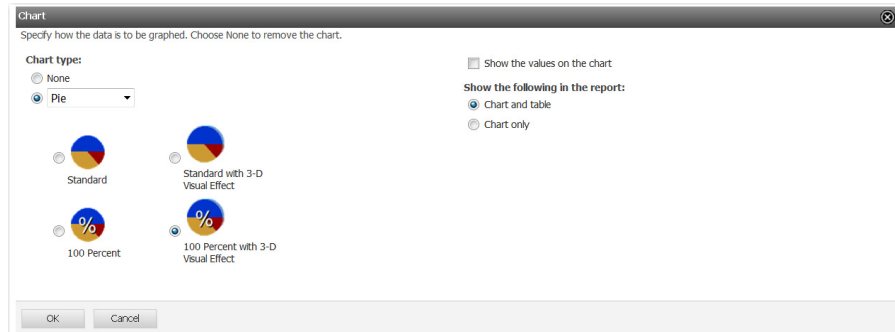 Chart
Specify how the data is to be graphed. Choose None to remove the chart.
Chart type:
None
Pie
Standard
Standard with 3-D
Visual Effect
%
100 Percent
%
100 Percent with 3-D
Visual Effect
Show the values on the chart
Show the following in the report:
Chart and table
Chart only
OK
Cancel